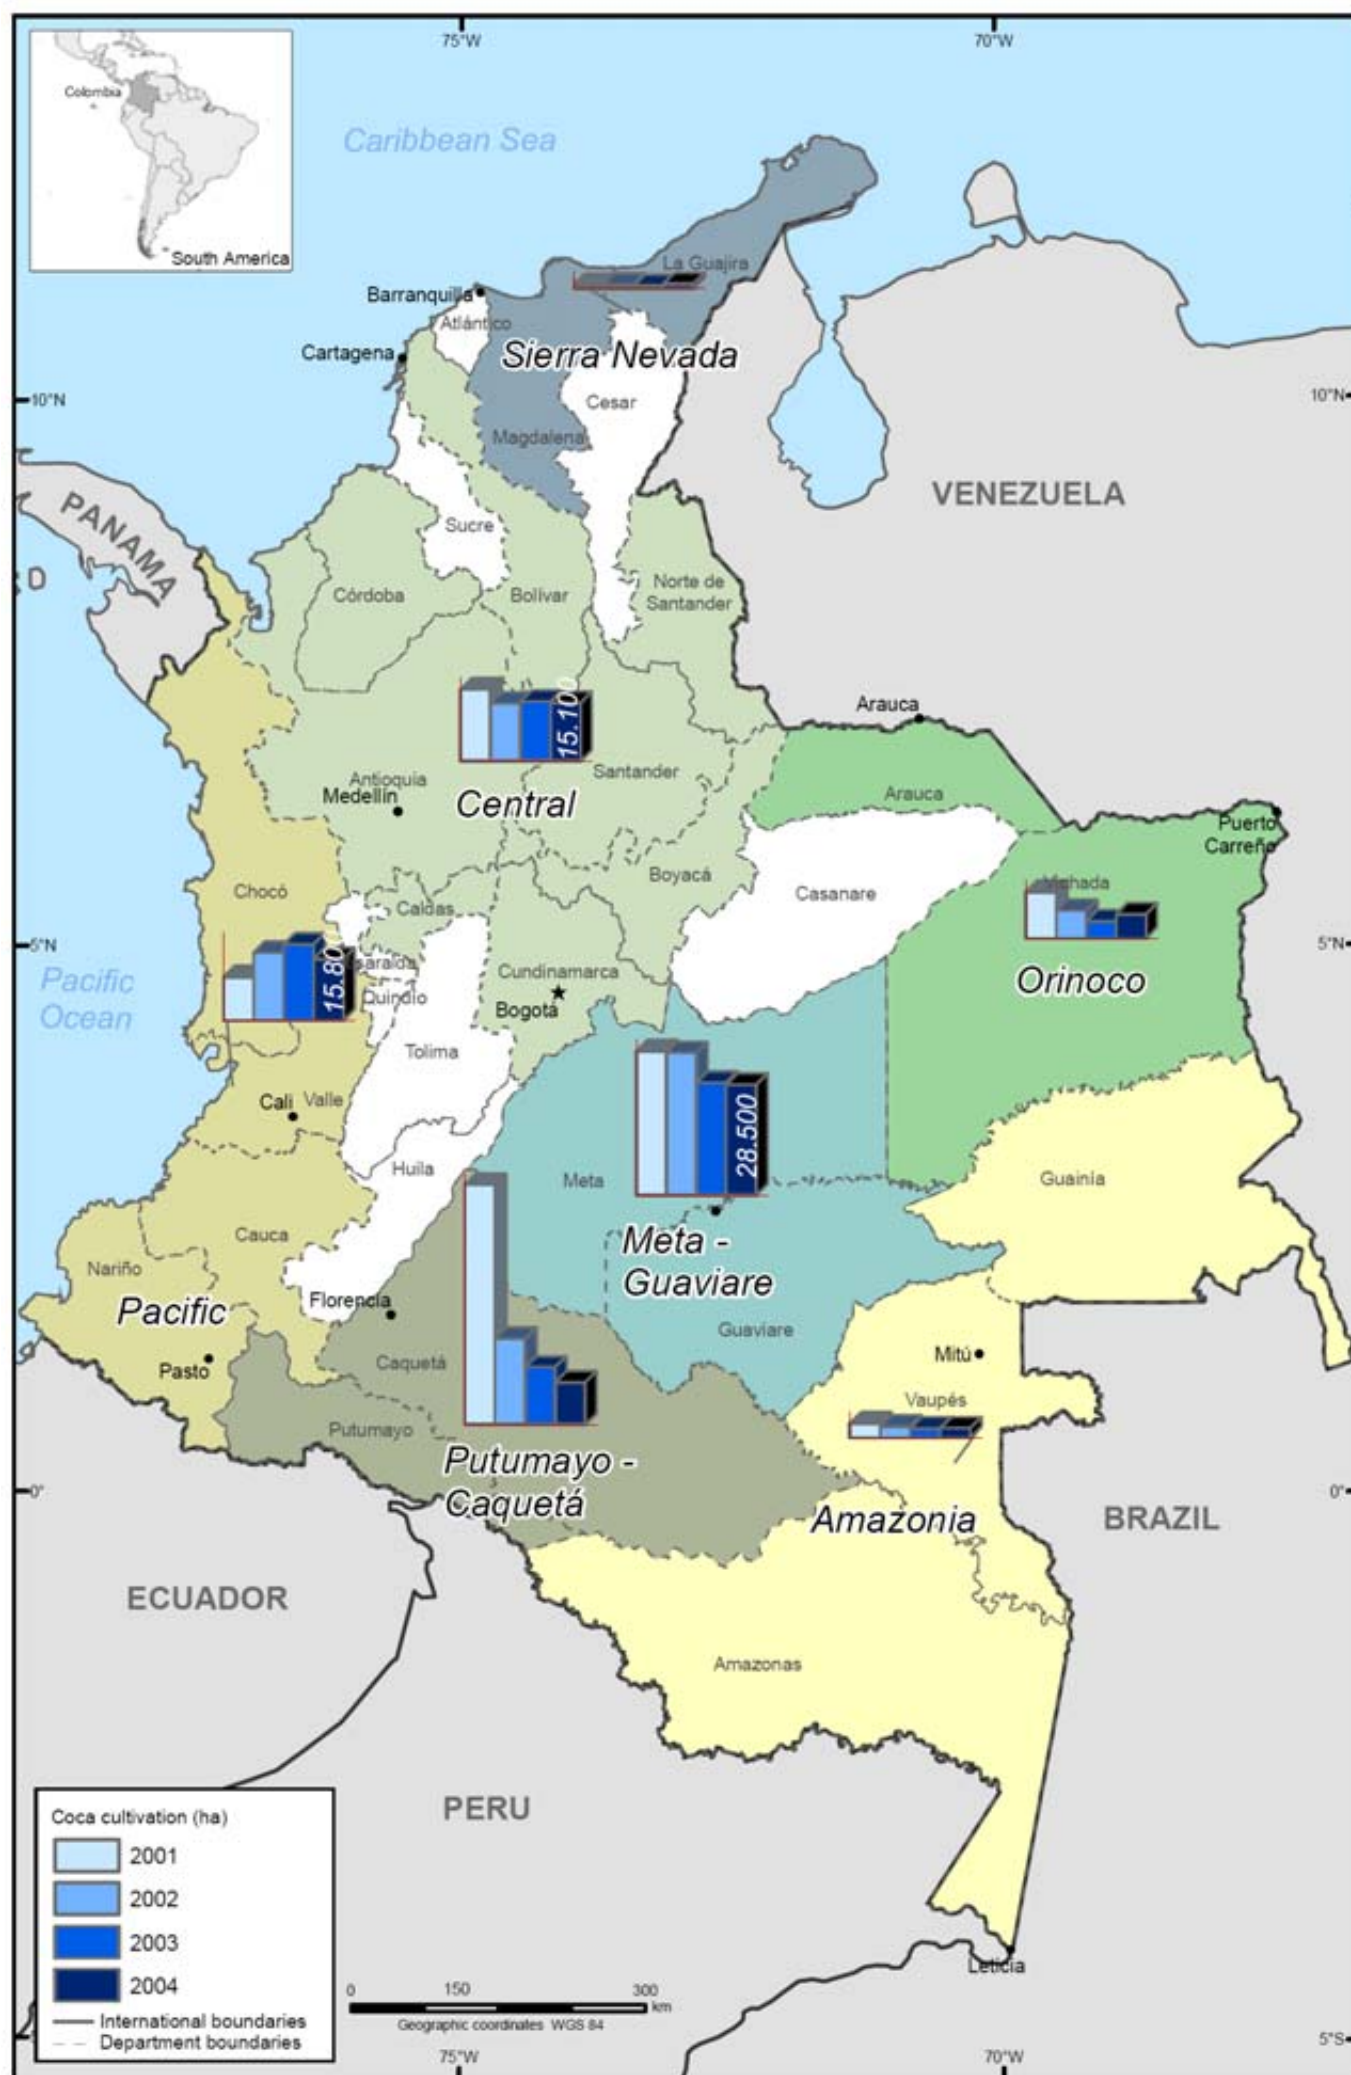 75°W
70°W
Colombia
South America
Caribbean Sea
La Guajira
Barranquilla
Atlántico
Cartagena
Sierra Nevada
10°N
10°N
Cesar
Magdalena
VENEZUELA
PANAMA
Sucre
D
Córdoba
Bolívar
Norte de
Santander
15.100
Arauca
Antioquia
Santander
Medellín
Central
Arauca
Puerto
Carreño
Boyacá
Chocó
Casanare
Vichada
Caldas
5°N
5°N
15.800
Cundinamarca
Orinoco
Pacific
Ocean
Quindío
Bogotá
Tolima
Cali
Valle
28.500
Huila
Meta
Guainía
Cauca
Meta -
Guaviare
Nariño
Pacific
Florencia
Guaviare
Mitú
Pasto
Caquetá
Vaupés
Putumayo
Putumayo -
Caquetá
0°
0°
Amazonia
BRAZIL
ECUADOR
Amazonas
PERU
Coca cultivation (ha)
2001
2002
2003
2004
International boundaries
Department boundaries
0 150 300
km
Geographic coordinates WGS 84
Leticia
5°S
75°W
70°W